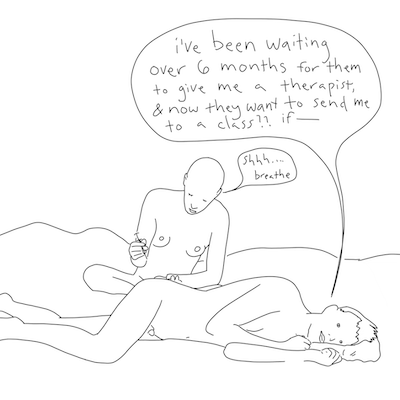 i've been waiting
over 6 months for them
to give me a therapist,
& now they want to send me
to a class?? if—
shhh....
breathe